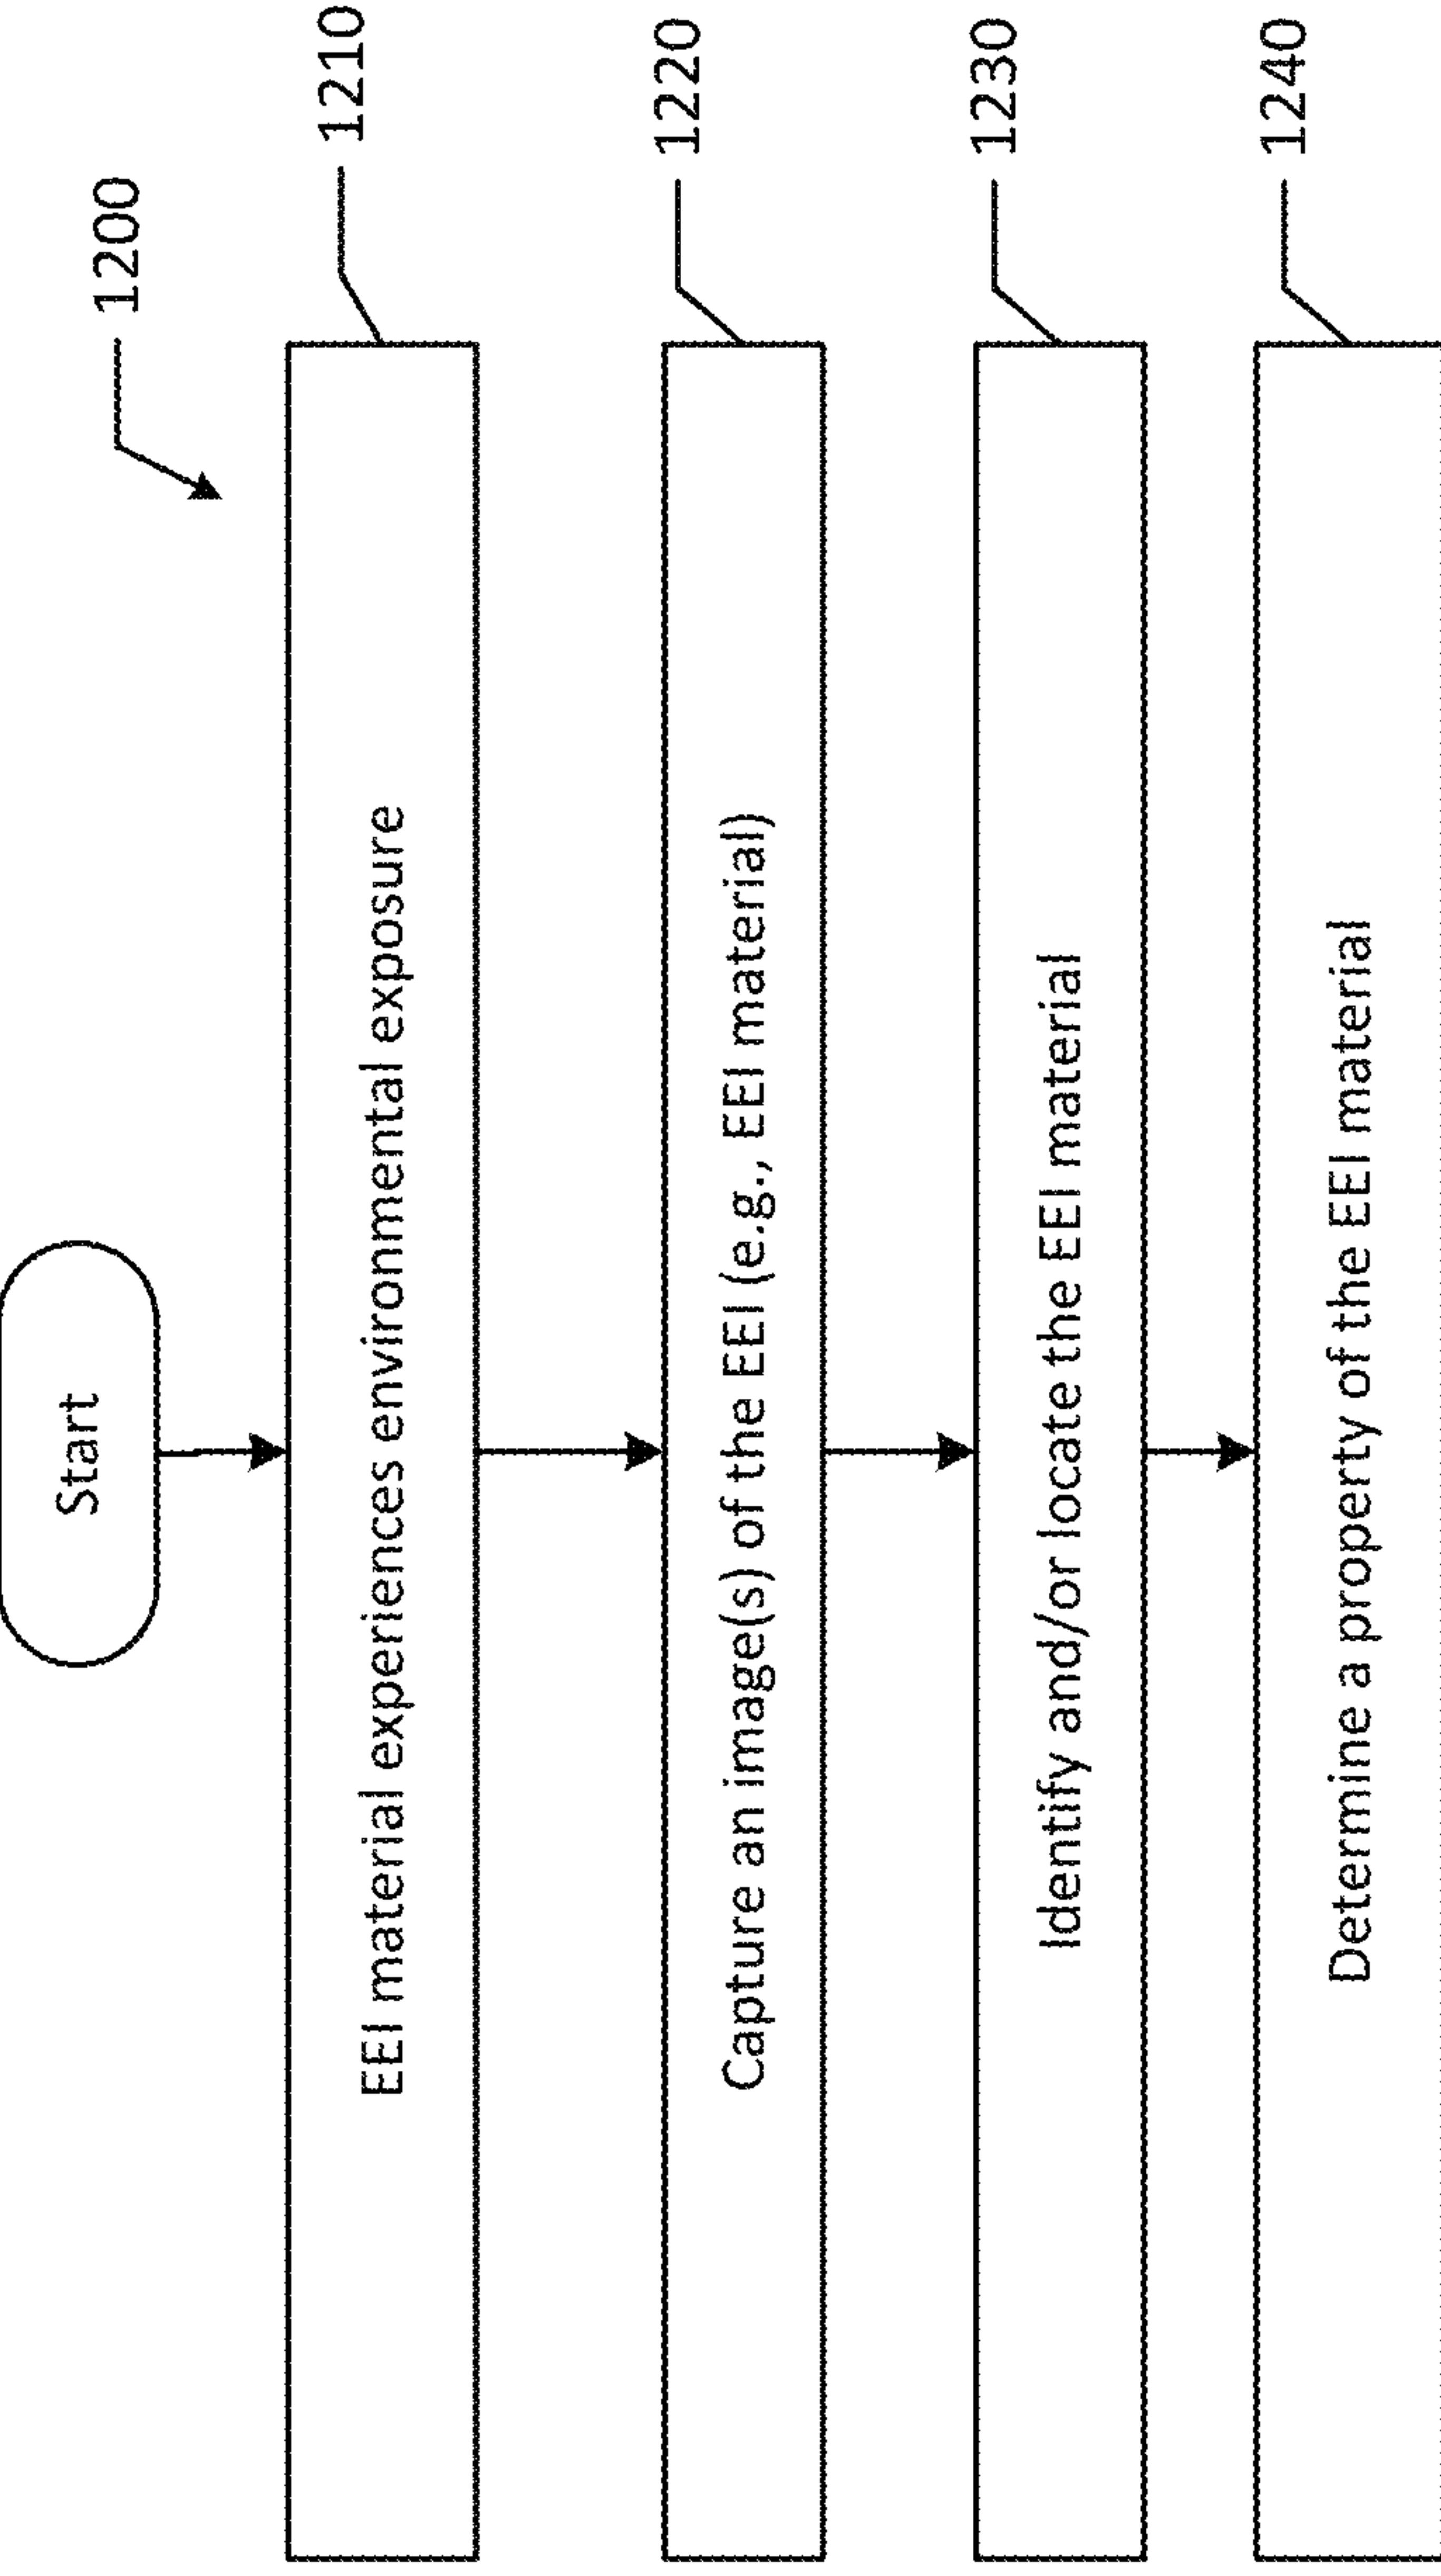 1200
Start
EEI material experiences environmental exposure
1210
Capture an image(s) of the EEI (e.g., EEI material)
1220
Identify and/or locate the EEI material
1230
Determine a property of the EEI material
1240